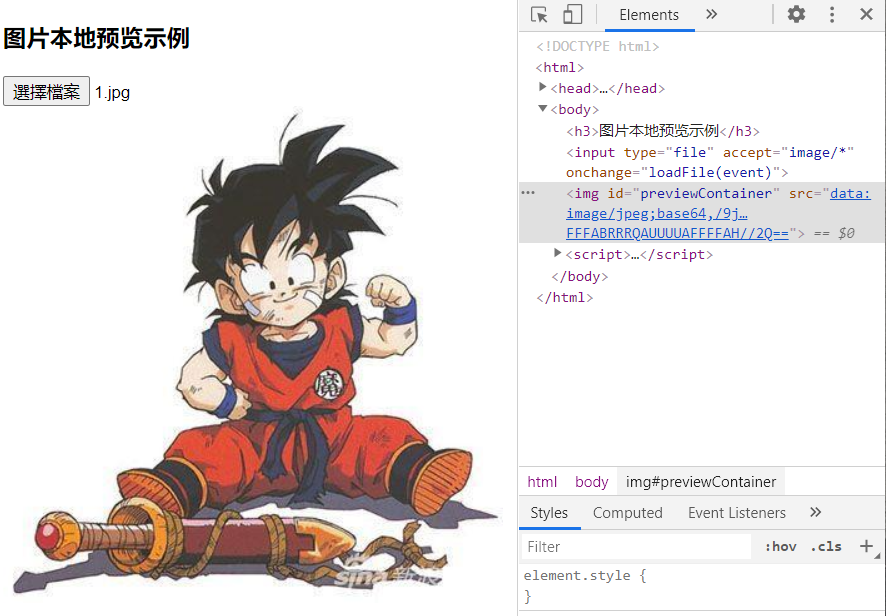 图片本地预览示例
選擇檔案 1.jpg
魔
sina 新浪
Elements
<!DOCTYPE html>
<html>
<head>…</head>
<body>
<h3>图片本地预览示例</h3>
<input type="file" accept="image/*"
onchange="loadFile(event)">
<img id="previewContainer" src="data:
image/jpeg;base64,/9j…
FFFABRRRQAUUUUAFFFFAH//2Q=="> == $0
<script>…</script>
</body>
</html>
html body img#previewContainer
Styles Computed Event Listeners
Filter :hov .cls
element.style {
}